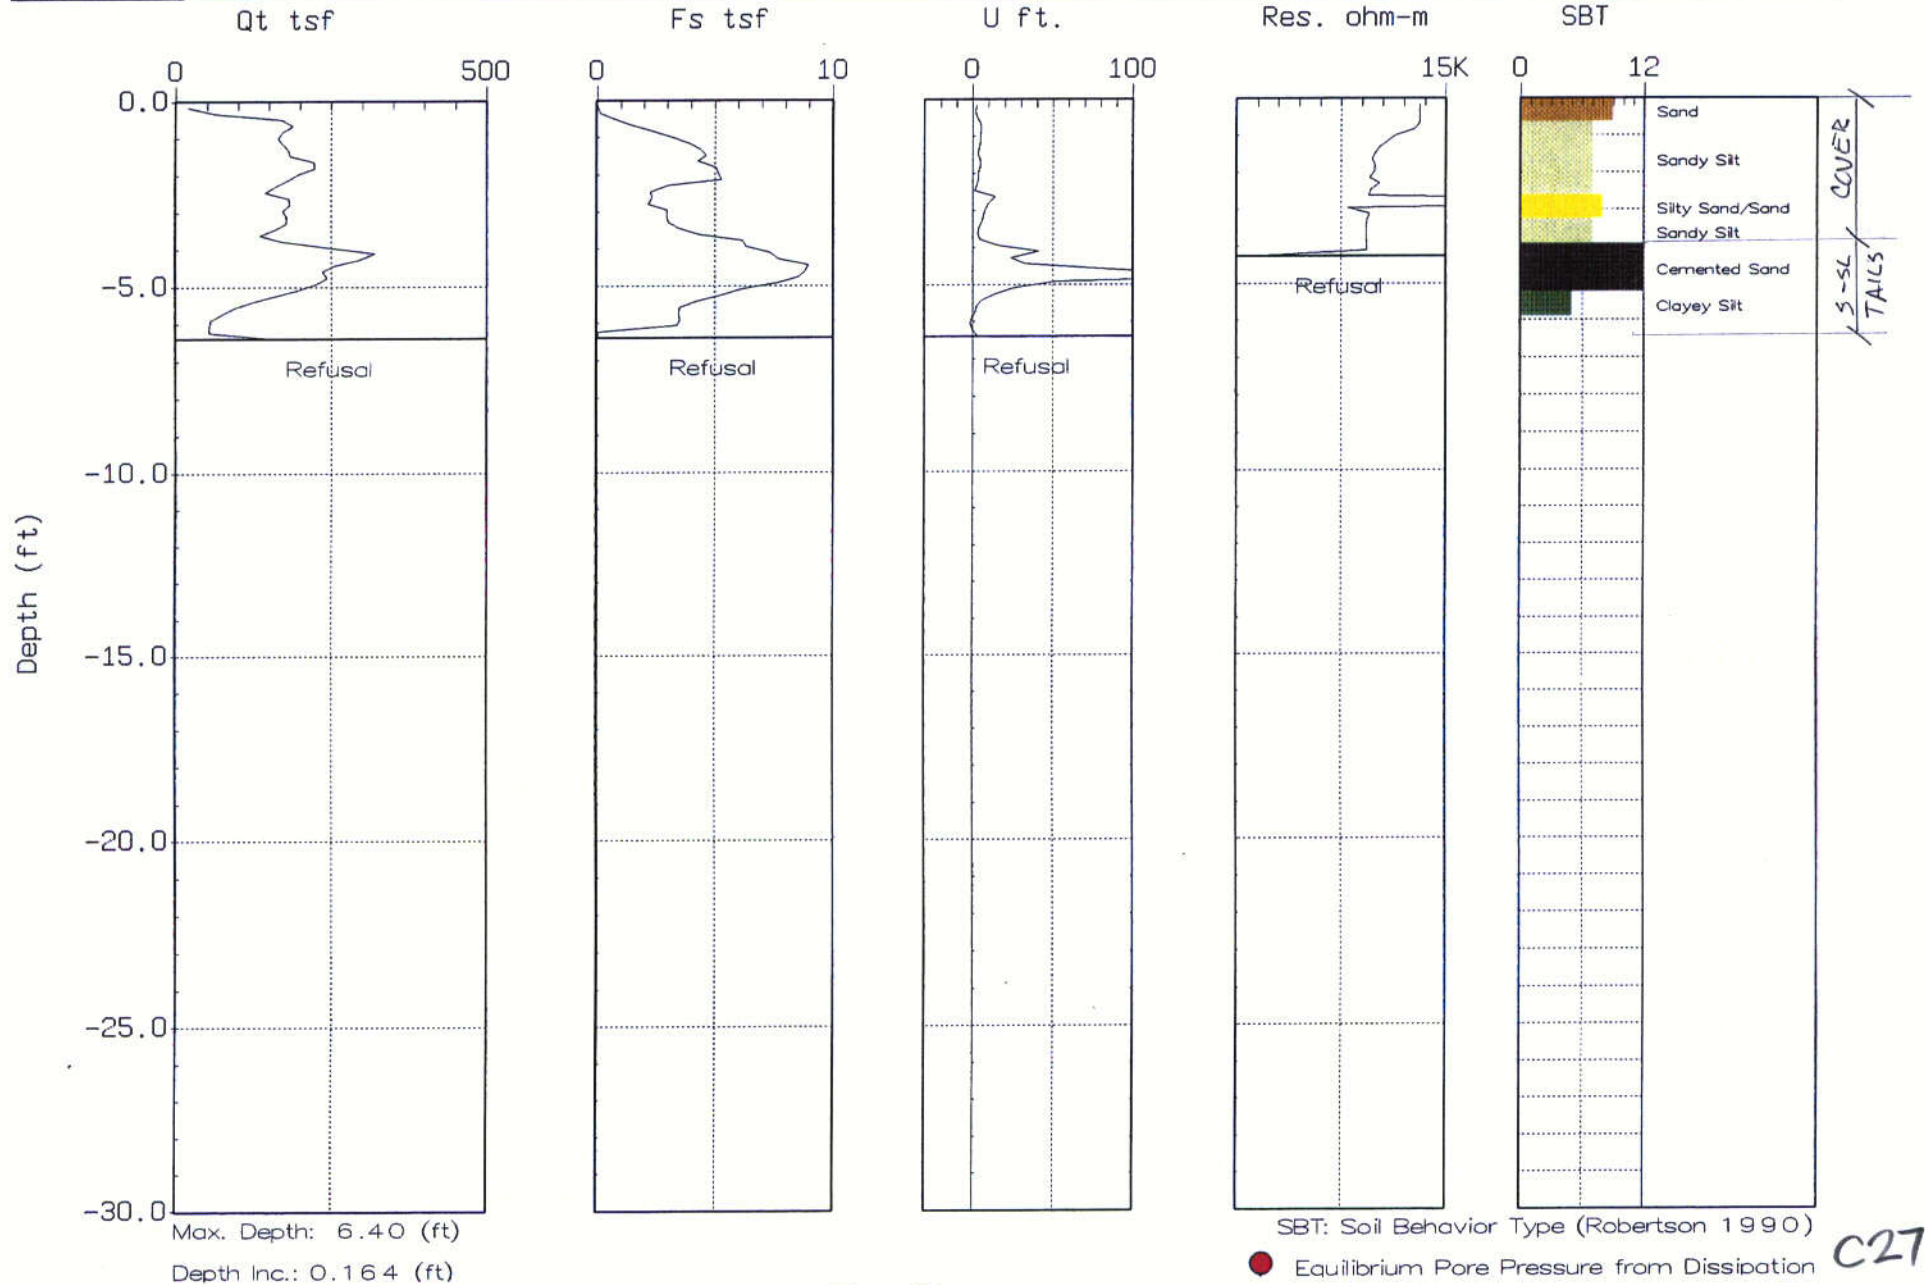 Qt tsf
Fs tsf
U ft.
Res. ohm-m
SBT
0 500
0 10
0 100
15K
0 12
0.0
-5.0
-10.0
-15.0
-20.0
-25.0
-30.0
Depth (ft)
Refusal
Refusal
Refusal
Refusal
Sand
Sandy Silt
Silty Sand/Sand
Sandy Silt
Cemented Sand
Clayey Silt
COVER
S-SL
TAILS
Max. Depth: 6.40 (ft)
Depth Inc.: 0.164 (ft)
SBT: Soil Behavior Type (Robertson 1990)
Equilibrium Pore Pressure from Dissipation
C27